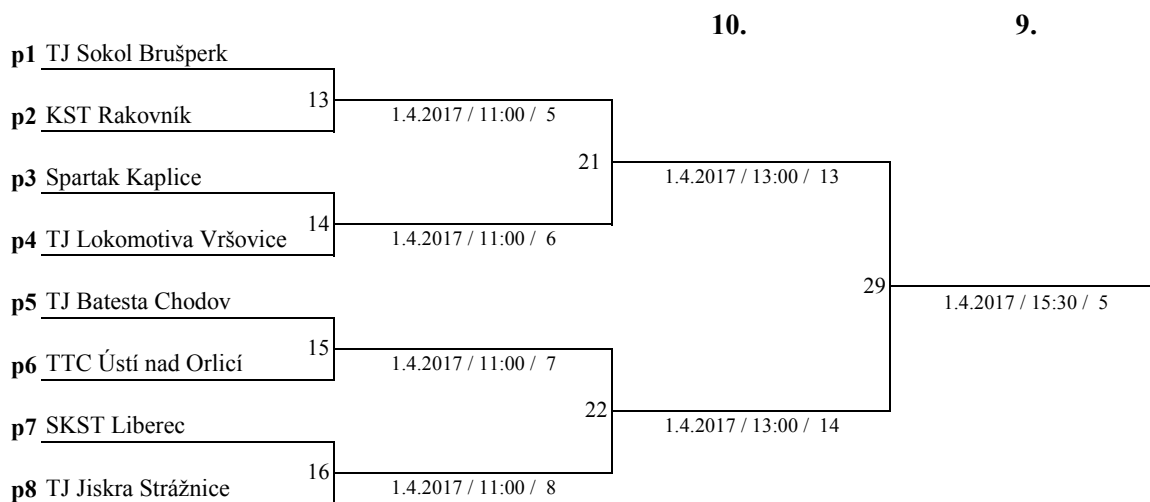 10. 9.
p1 TJ Sokol Brušperk
13
1.4.2017 / 11:00 / 5
p2 KST Rakovník
21
1.4.2017 / 13:00 / 13
p3 Spartak Kaplice
14
1.4.2017 / 11:00 / 6
p4 TJ Lokomotiva Vršovice
29
1.4.2017 / 15:30 / 5
p5 TJ Batesta Chodov
15
1.4.2017 / 11:00 / 7
p6 TTC Ústí nad Orlicí
22
1.4.2017 / 13:00 / 14
p7 SKST Liberec
16
1.4.2017 / 11:00 / 8
p8 TJ Jiskra Strážnice